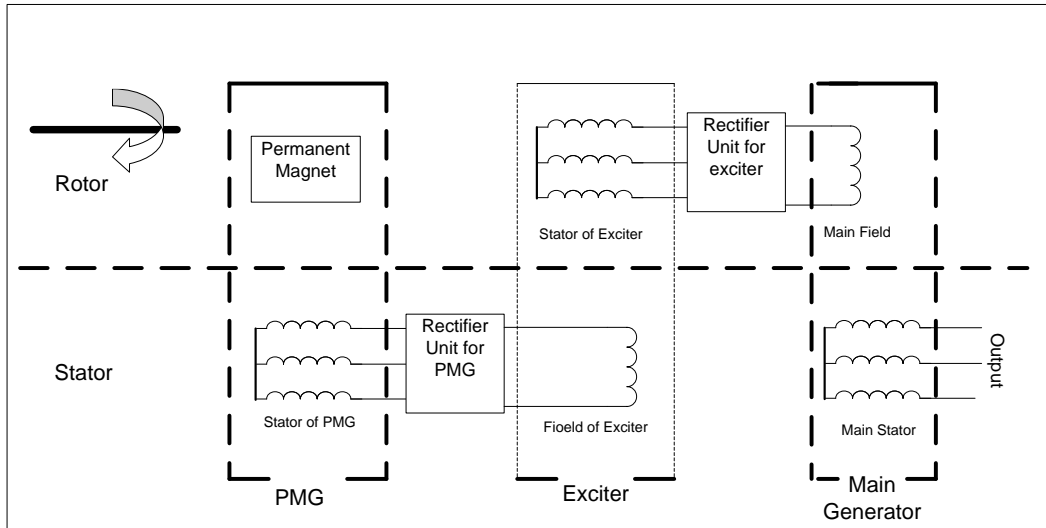 Rotor
Permanent
Magnet
Rectifier
Unit for
exciter
Stator of Exciter
Main Field
Stator
Rectifier
Unit for
PMG
Output
Stator of PMG
Fioeld of Exciter
Main Stator
PMG
Exciter
Main
Generator